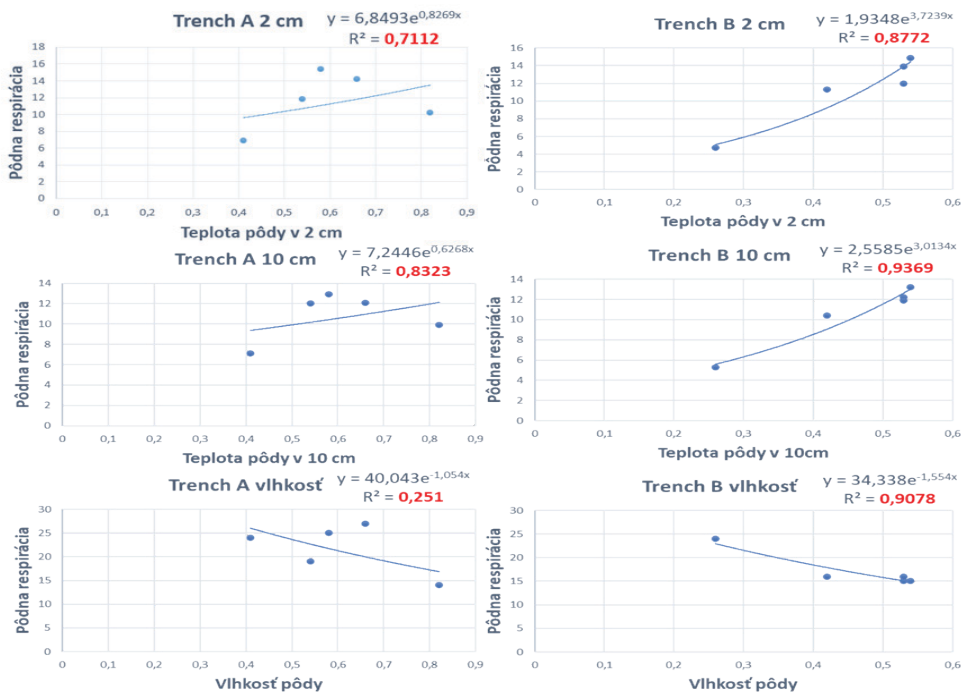 Trench A 2 cm
y = 6,8493e^0,8269x
R² = 0,7112
Pôdna respirácia
18
16
14
12
10
8
6
4
2
0
0 0,1 0,2 0,3 0,4 0,5 0,6 0,7 0,8 0,9
Teplota pôdy v 2 cm
Trench B 2 cm
y = 1,9348e^3,7239x
R² = 0,8772
Pôdna respirácia
16
14
12
10
8
6
4
2
0
0 0,1 0,2 0,3 0,4 0,5 0,6
Teplota pôdy v 2 cm
Trench A 10 cm
y = 7,2446e^0,6268x
R² = 0,8323
Pôdna respirácia
14
12
10
8
6
4
2
0
0 0,1 0,2 0,3 0,4 0,5 0,6 0,7 0,8 0,9
Teplota pôdy v 10 cm
Trench B 10 cm
y = 2,5585e^3,0134x
R² = 0,9369
Pôdna respirácia
14
12
10
8
6
4
2
0
0 0,1 0,2 0,3 0,4 0,5 0,6
Teplota pôdy v 10cm
Trench A vlhkosť
y = 40,043e^-1,054x
R² = 0,251
Pôdna respirácia
30
25
20
15
10
5
0
0 0,1 0,2 0,3 0,4 0,5 0,6 0,7 0,8 0,9
Vlhkosť pôdy
Trench B vlhkosť
y = 34,338e^-1,554x
R² = 0,9078
Pôdna respirácia
30
25
20
15
10
5
0
0 0,1 0,2 0,3 0,4 0,5 0,6
Vlhkosť pôdy